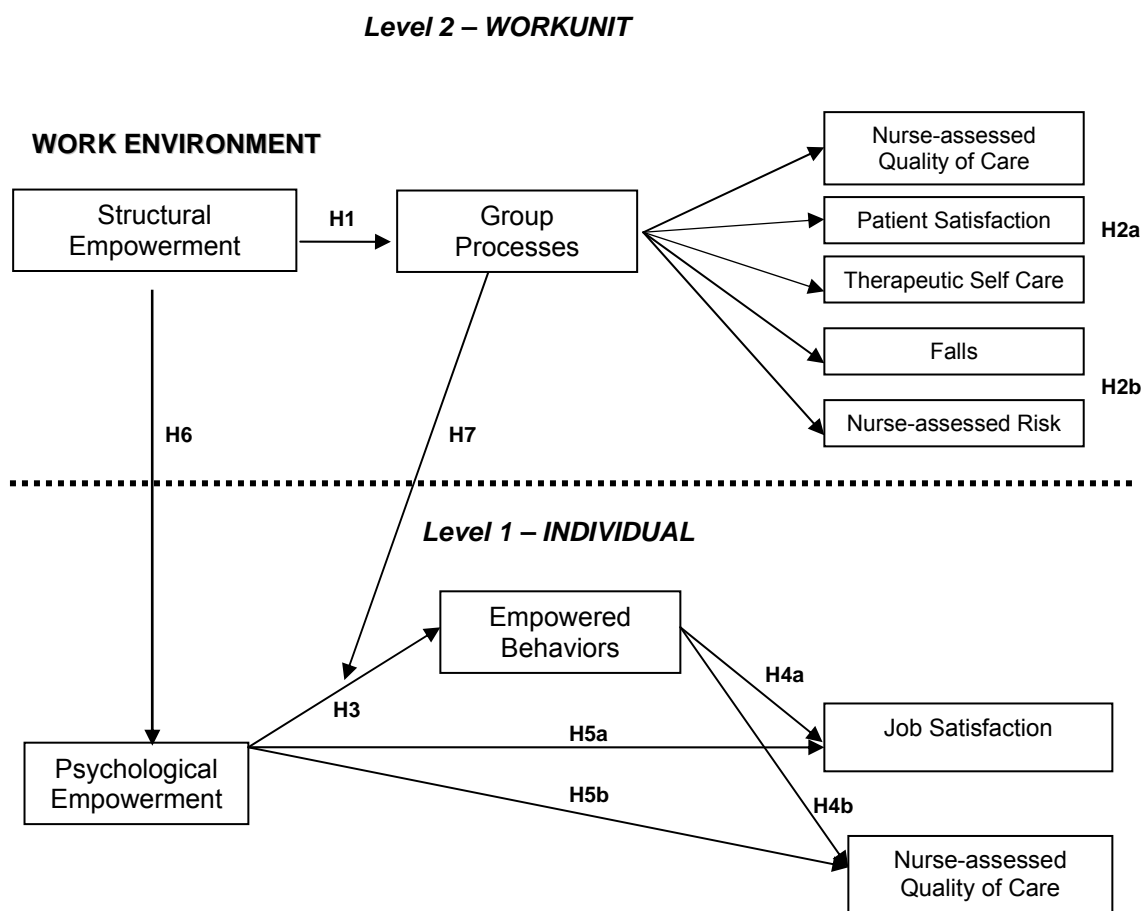 Level 2 – WORKUNIT
WORK ENVIRONMENT
Structural
Empowerment
H1
Group
Processes
Nurse-assessed
Quality of Care
Patient Satisfaction
H2a
Therapeutic Self Care
Falls
H2b
Nurse-assessed Risk
H6
H7
Level 1 – INDIVIDUAL
Empowered
Behaviors
H4a
H3
Job Satisfaction
H5a
Psychological
Empowerment
H5b
H4b
Nurse-assessed
Quality of Care